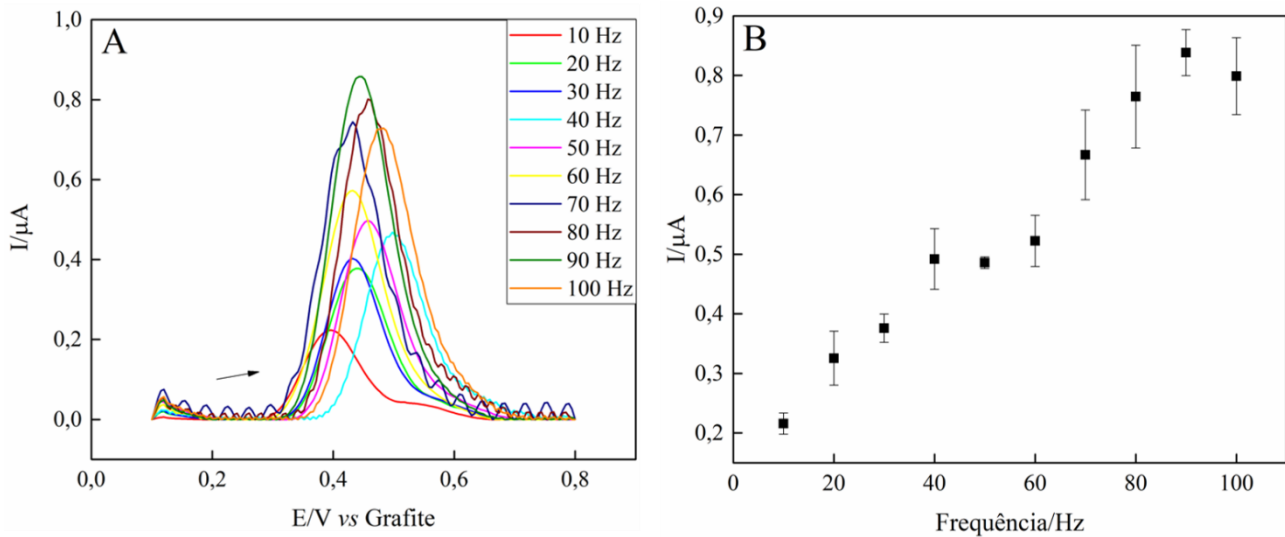 A
1,0
0,8
0,6
0,4
0,2
0,0
I/µA
0,0 0,2 0,4 0,6 0,8
E/V vs Grafite
10 Hz
20 Hz
30 Hz
40 Hz
50 Hz
60 Hz
70 Hz
80 Hz
90 Hz
100 Hz
B
0,9
0,8
0,7
0,6
0,5
0,4
0,3
0,2
I/µA
0 20 40 60 80 100
Frequência/Hz